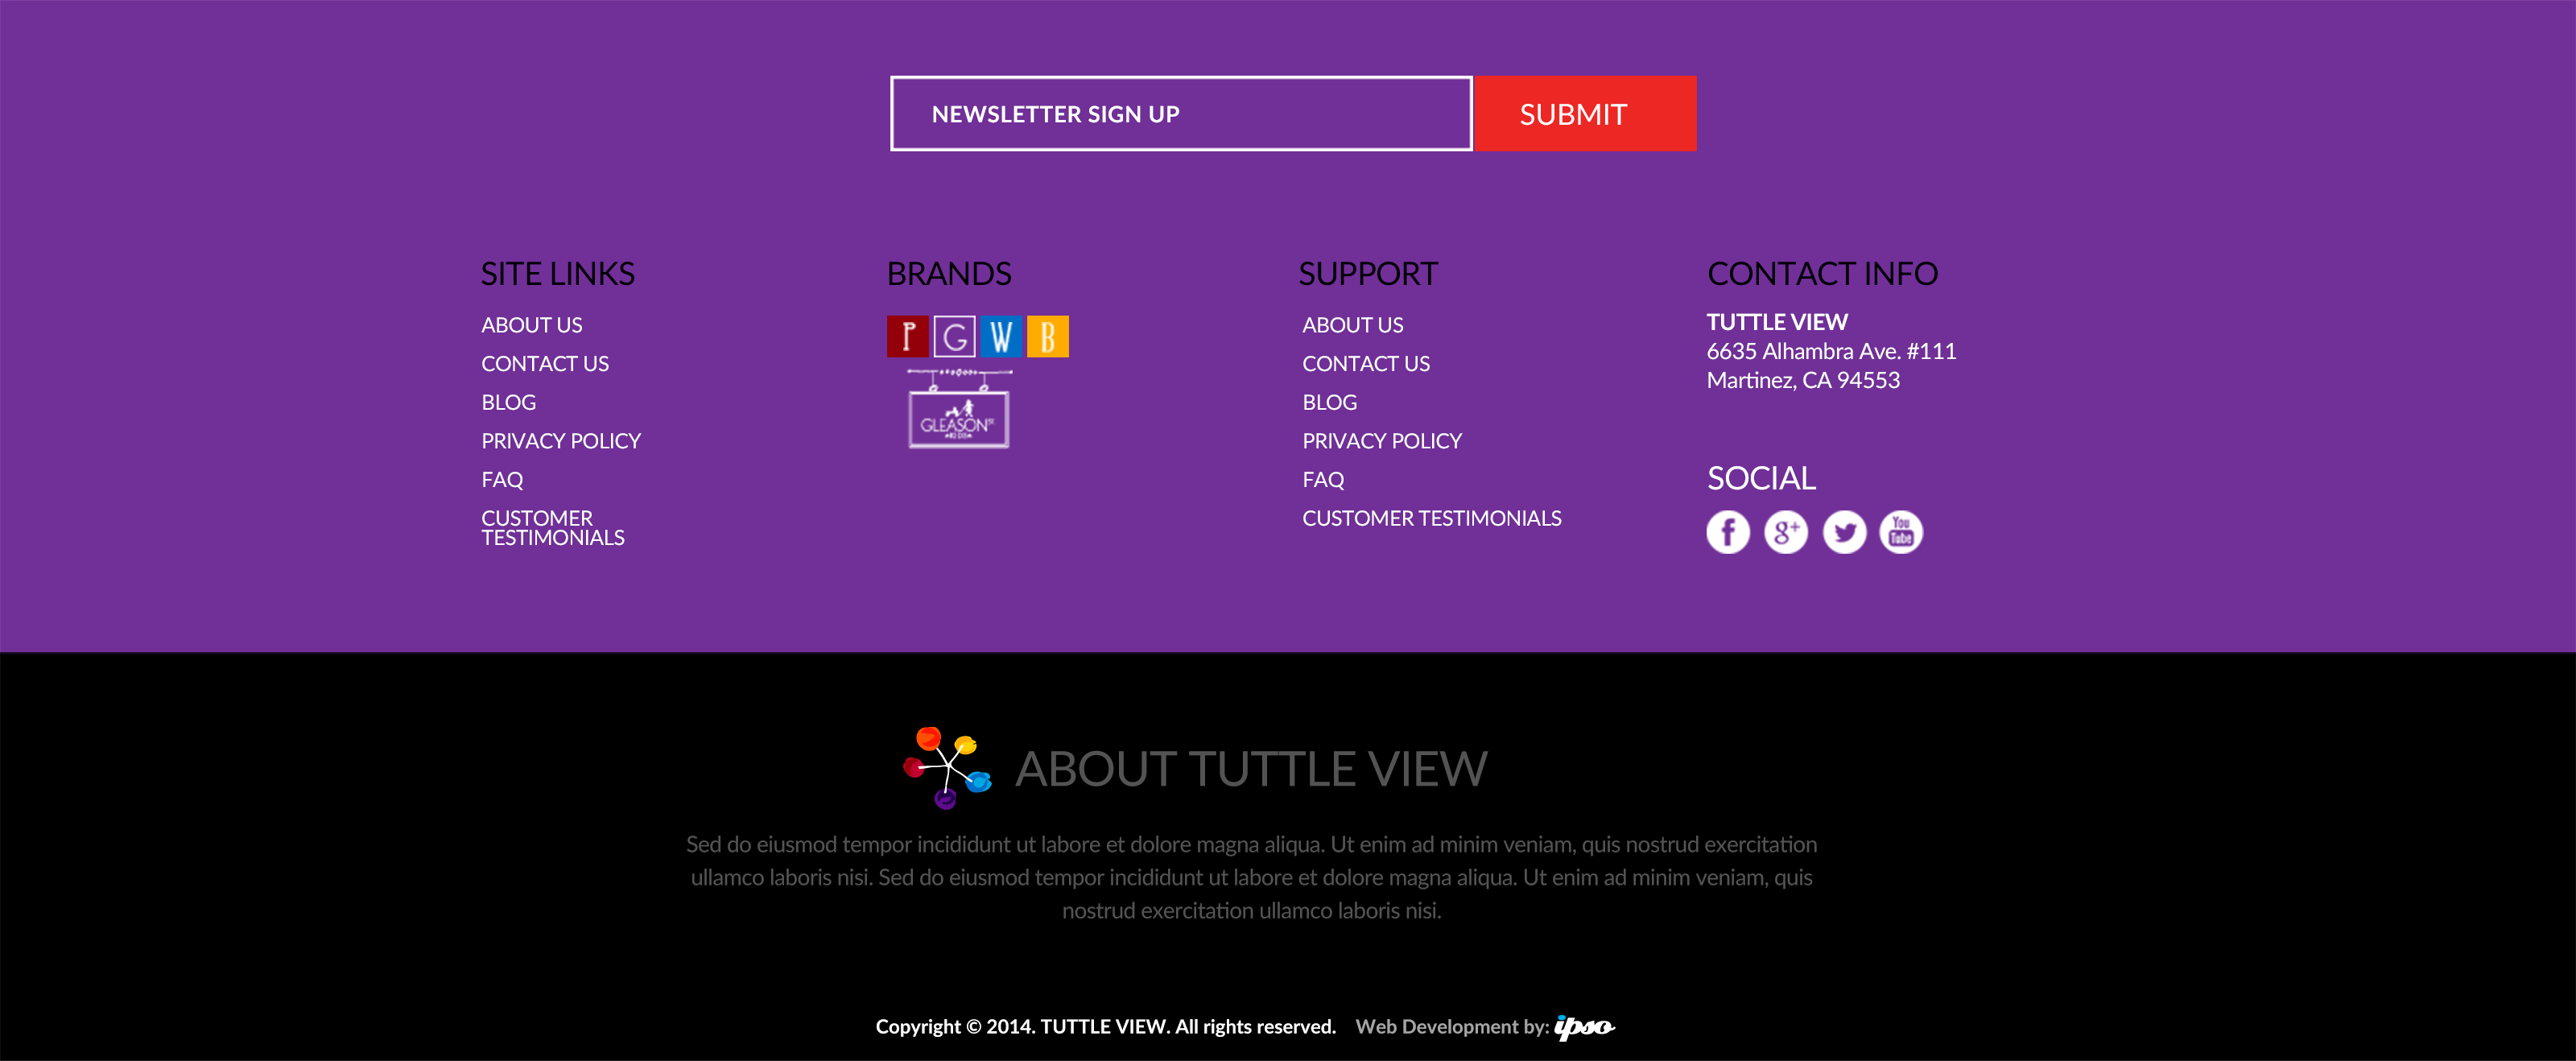 NEWSLETTER SIGN UP
SUBMIT
SITE LINKS
ABOUT US
CONTACT US
BLOG
PRIVACY POLICY
FAQ
CUSTOMER
TESTIMONIALS
BRANDS
P G W B
GLEASON ST
KIDS
SUPPORT
ABOUT US
CONTACT US
BLOG
PRIVACY POLICY
FAQ
CUSTOMER TESTIMONIALS
CONTACT INFO
TUTTLE VIEW
6635 Alhambra Ave. #111
Martinez, CA 94553
SOCIAL
f g+ You Tube
ABOUT TUTTLE VIEW
Sed do eiusmod tempor incididunt ut labore et dolore magna aliqua. Ut enim ad minim veniam, quis nostrud exercitation
ullamco laboris nisi. Sed do eiusmod tempor incididunt ut labore et dolore magna aliqua. Ut enim ad minim veniam, quis
nostrud exercitation ullamco laboris nisi.
Copyright © 2014. TUTTLE VIEW. All rights reserved. Web Development by: ipso